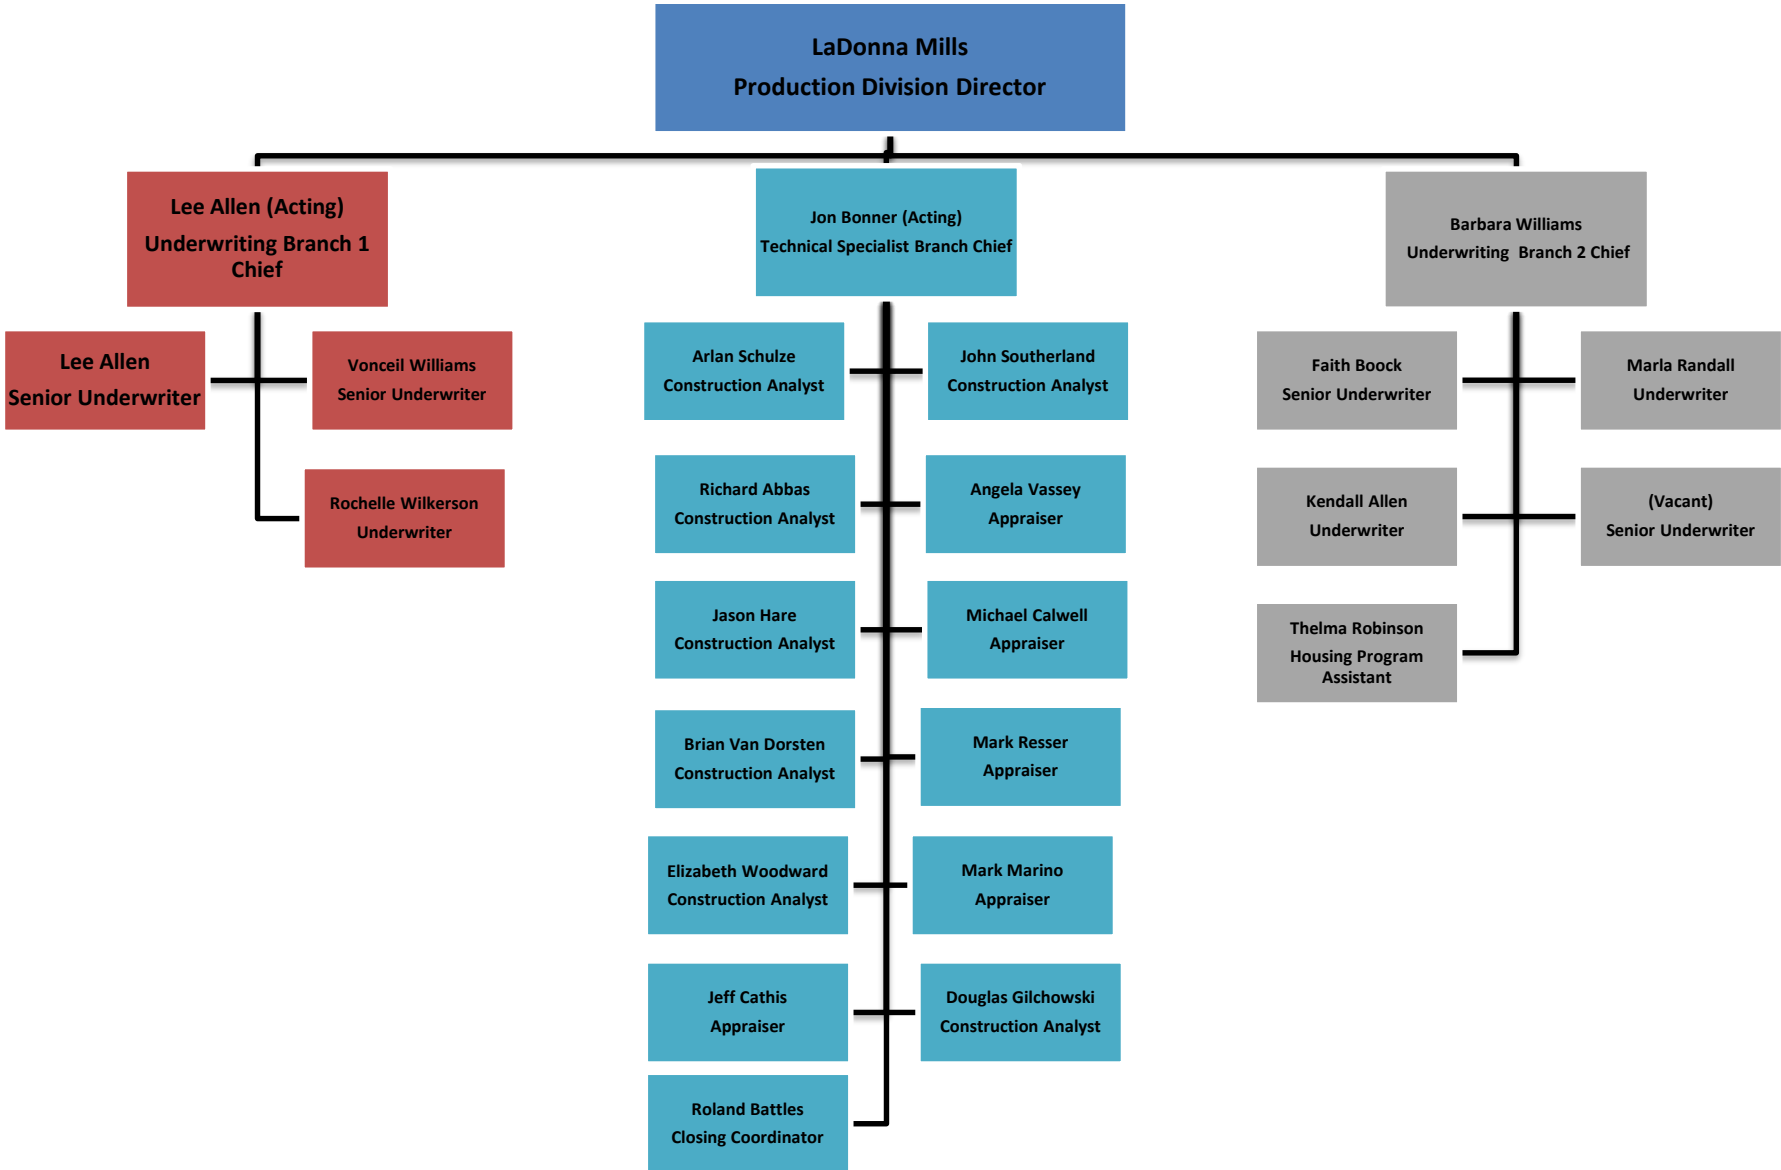 LaDonna Mills
Production Division Director
Lee Allen (Acting)
Underwriting Branch 1
Chief
Jon Bonner (Acting)
Technical Specialist Branch Chief
Barbara Williams
Underwriting  Branch 2 Chief
Lee Allen
Senior Underwriter
Vonceil Williams
Senior Underwriter
Rochelle Wilkerson
Underwriter
Arlan Schulze
Construction Analyst
John Southerland
Construction Analyst
Richard Abbas
Construction Analyst
Angela Vassey
Appraiser
Jason Hare
Construction Analyst
Michael Calwell
Appraiser
Brian Van Dorsten
Construction Analyst
Mark Resser
Appraiser
Elizabeth Woodward
Construction Analyst
Mark Marino
Appraiser
Jeff Cathis
Appraiser
Douglas Gilchowski
Construction Analyst
Roland Battles
Closing Coordinator
Faith Boock
Senior Underwriter
Marla Randall
Underwriter
Kendall Allen
Underwriter
(Vacant)
Senior Underwriter
Thelma Robinson
Housing Program
Assistant